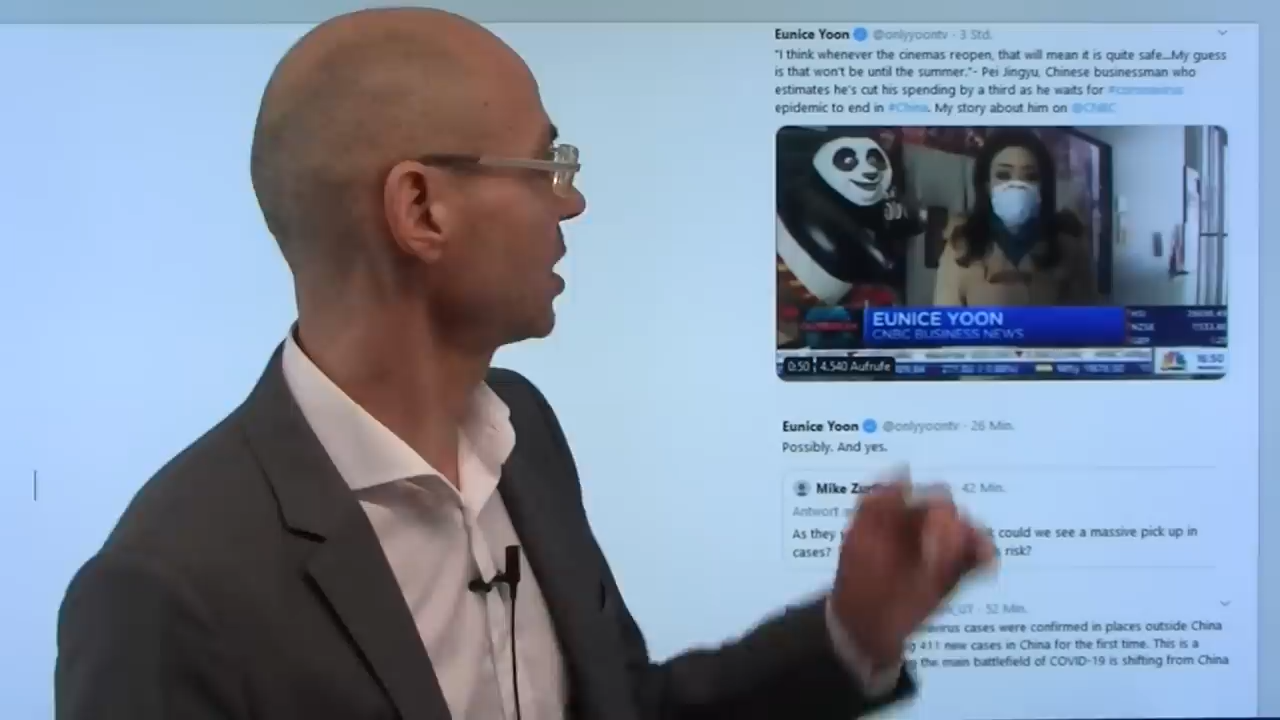 Eunice Yoon @onlyyoontv · 3 Std.
"I think whenever the cinemas reopen, that will mean it is quite safe...My guess
is that won't be until the summer."- Pei Jingyu, Chinese businessman who
estimates he's cut his spending by a third as he waits for #coronavirus
epidemic to end in #China. My story about him on @CNBC
EUNICE YOON
CNBC BUSINESS NEWS
0:50 4.540 Aufrufe
16:50
Eunice Yoon @onlyyoontv · 26 Min.
Possibly. And yes.
Mike · 42 Min.
Antwort
As they could we see a massive pick up in
cases? risk?
52 Min.
cases were confirmed in places outside China
411 new cases in China for the first time. This is a
the main battlefield of COVID-19 is shifting from China